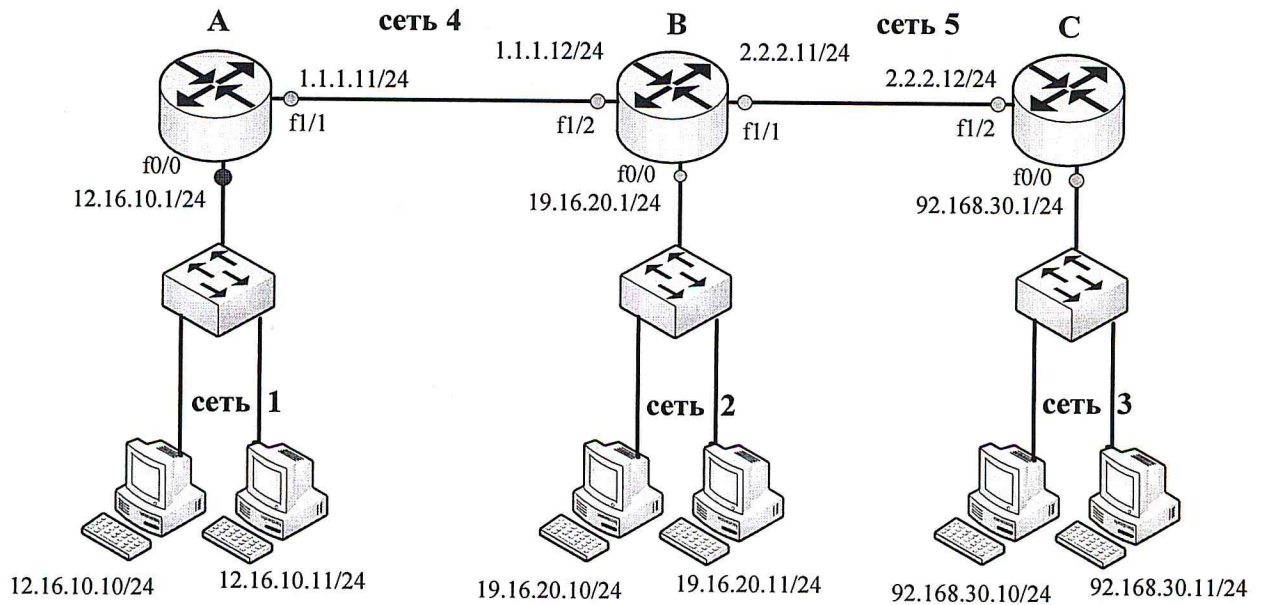 A
сеть 4
B
сеть 5
C
1.1.1.12/24
2.2.2.11/24
1.1.1.11/24
2.2.2.12/24
f1/1
f1/2
f1/1
f1/2
f0/0
f0/0
f0/0
12.16.10.1/24
19.16.20.1/24
92.168.30.1/24
сеть 1
сеть 2
сеть 3
12.16.10.10/24
12.16.10.11/24
19.16.20.10/24
19.16.20.11/24
92.168.30.10/24
92.168.30.11/24